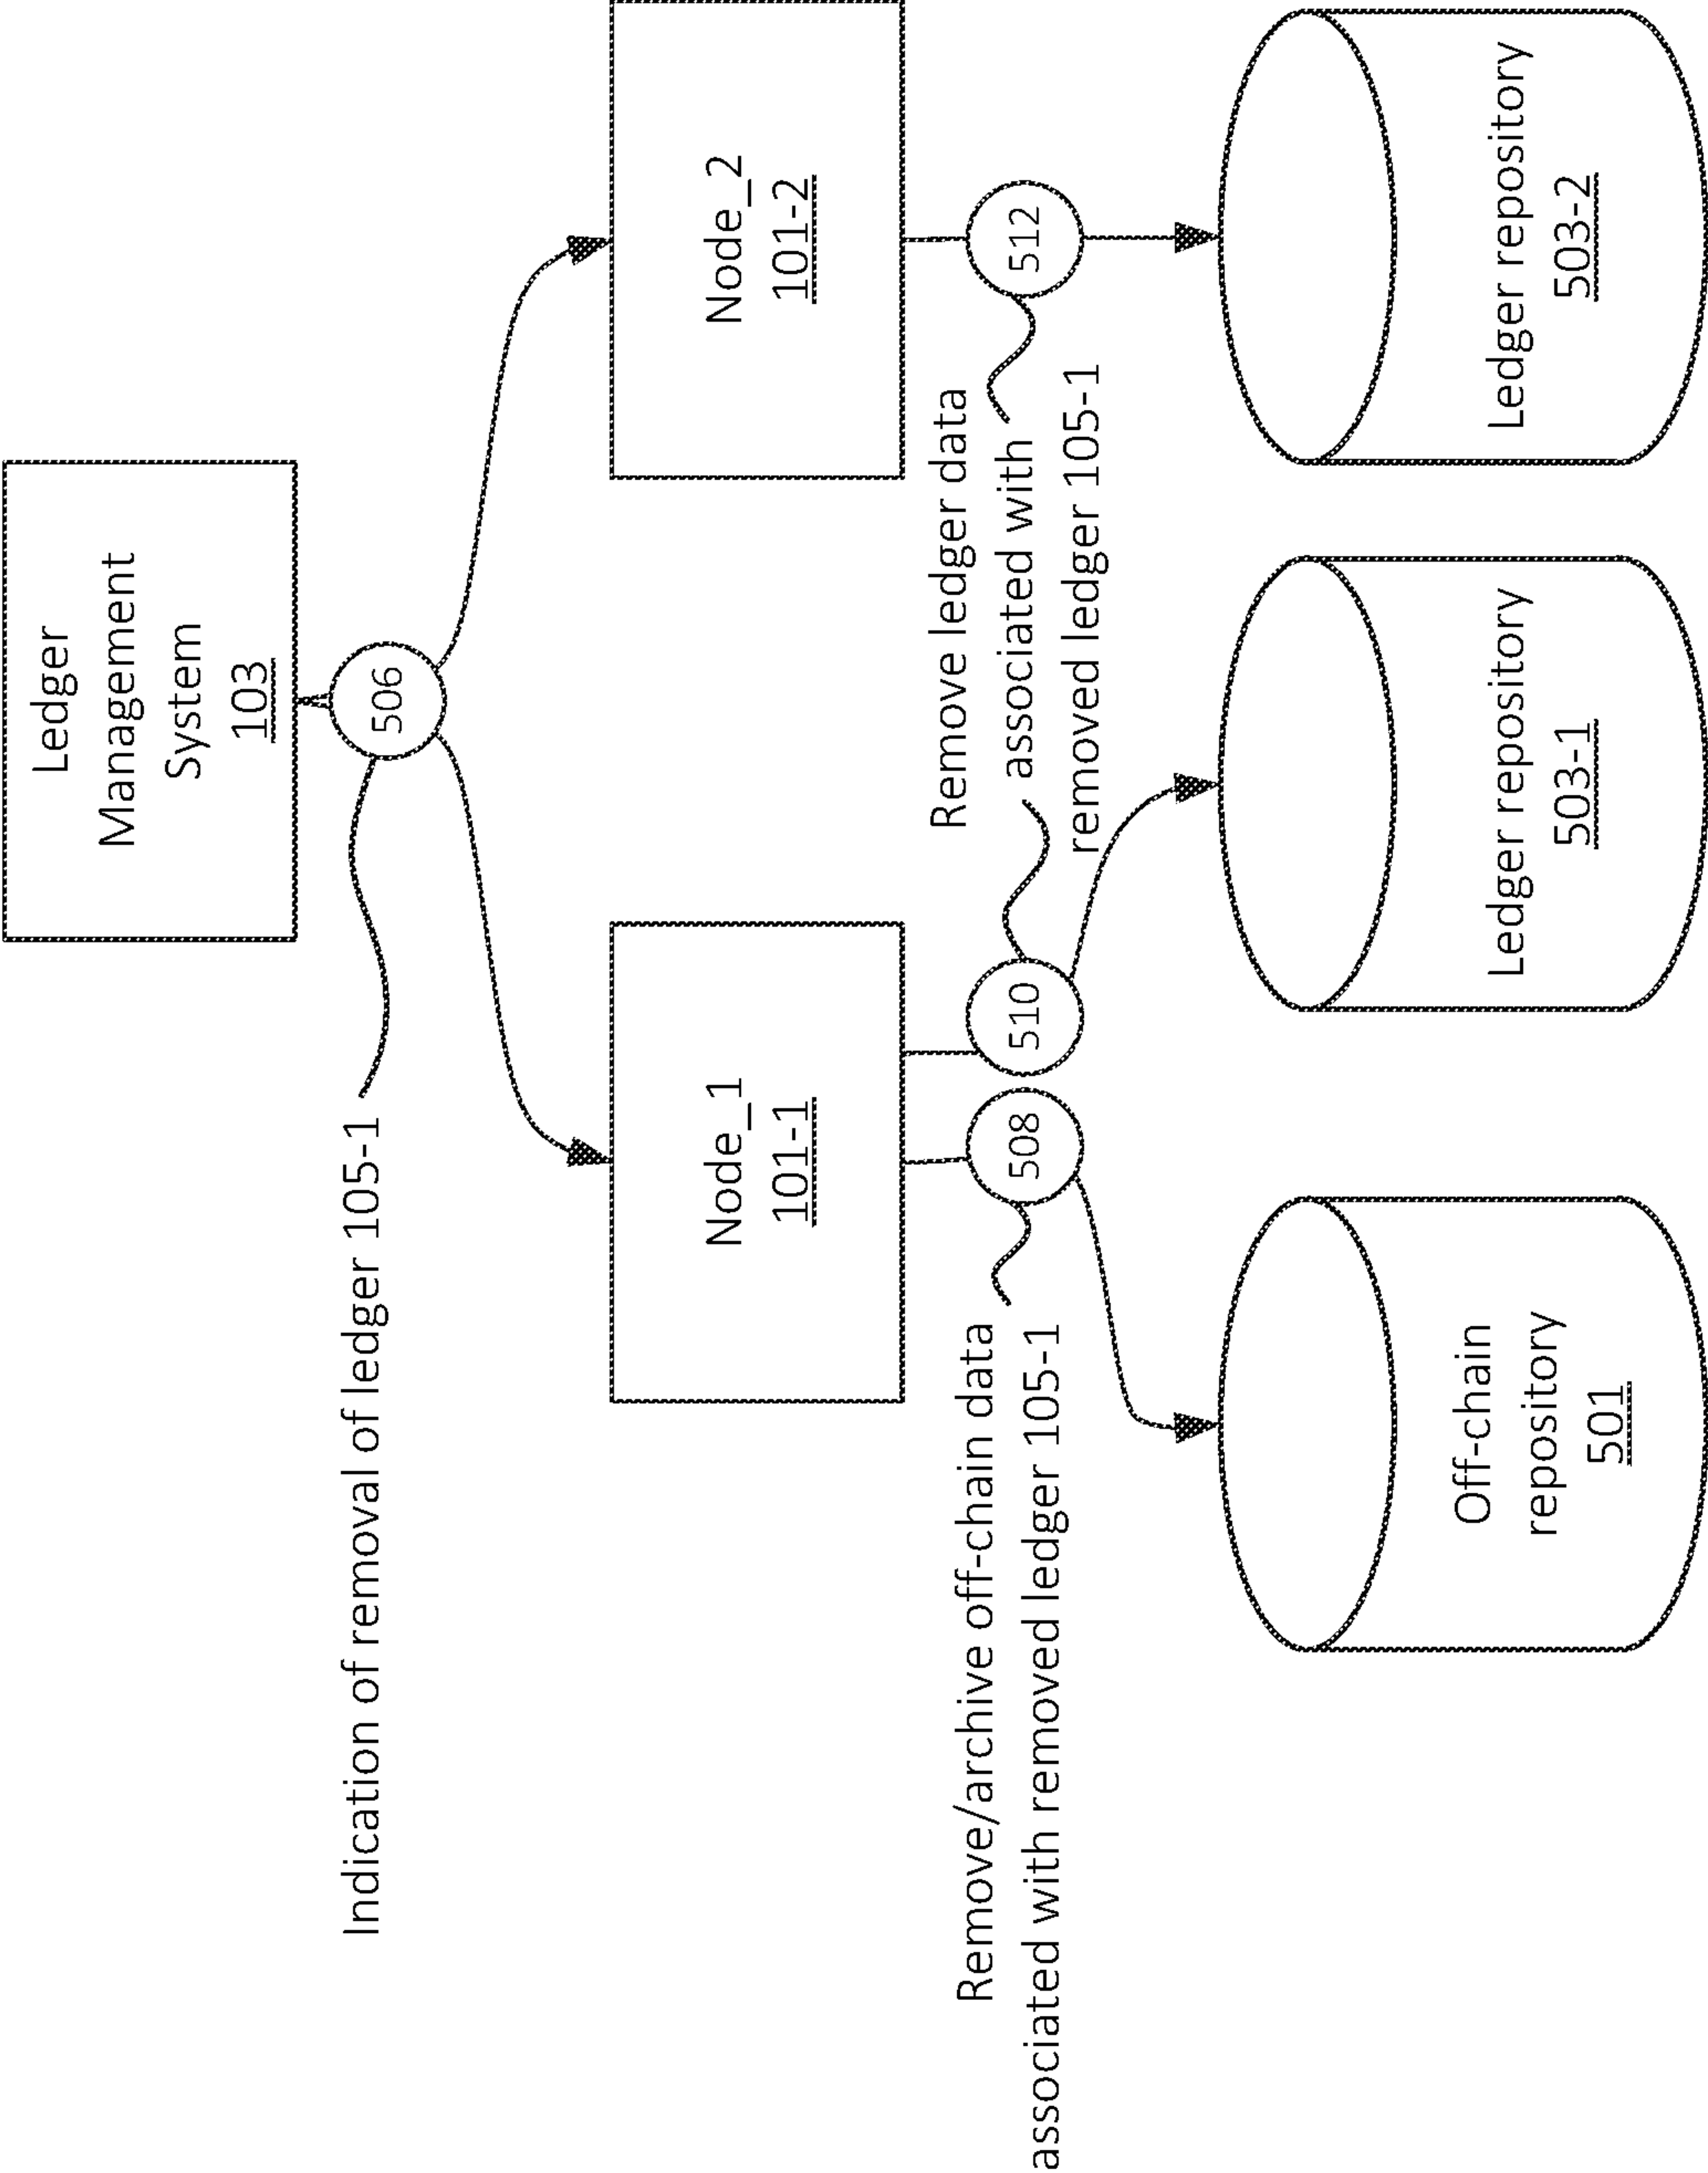 Ledger
Management
System
103
506
Indication of removal of ledger 105-1
Node_1
101-1
Node_2
101-2
Remove/archive off-chain data
associated with removed ledger 105-1
508
510
Remove ledger data
associated with
removed ledger 105-1
512
Off-chain
repository
501
Ledger repository
503-1
Ledger repository
503-2